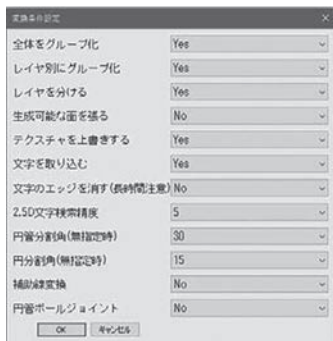 変換条件設定
全体をグループ化 Yes
レイヤ別にグループ化 Yes
レイヤを分ける Yes
生成可能な面を張る No
テクスチャを上書きする Yes
文字を取り込む Yes
文字のエッジを消す(長時間注意) No
2.5D文字検索精度 5
円管分割角(無指定時) 30
円分割角(無指定時) 15
補助線変換 No
円管ボールジョイント No
OK キャンセル